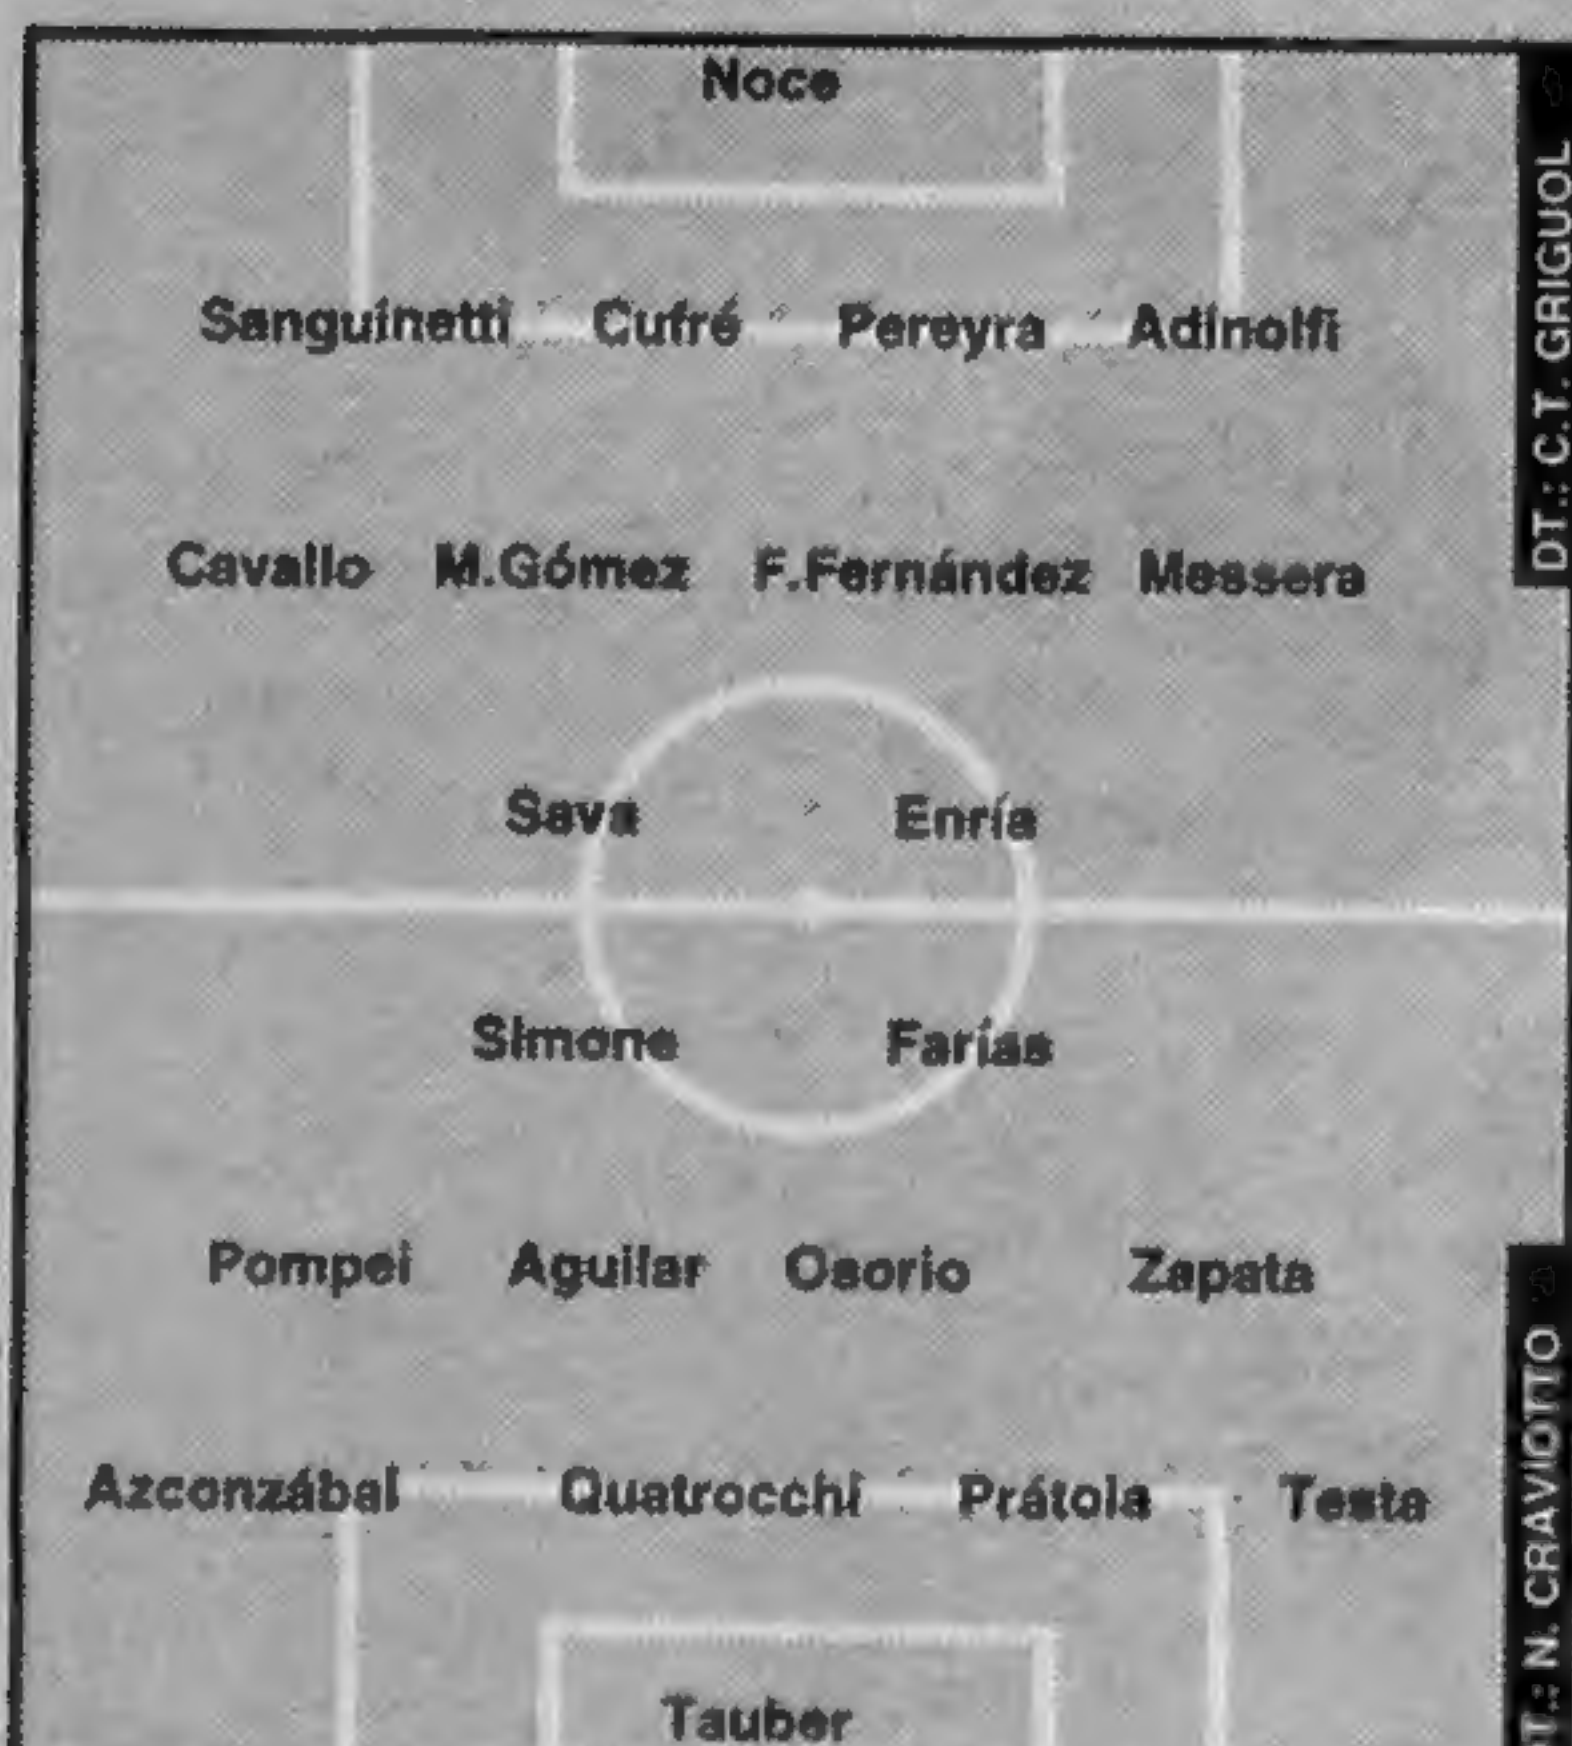 Noce
Sanguinetti Cufré Pereyra Adinolfi
Cavallo M.Gómez F.Fernández Messera
Sava Enría
Simone Farías
Pompei Aguilar Osorio Zapata
Azconzábal Quatrocchi Prátola Testa
Tauber
DT.: C.T. GRIGUOL
DT.: N. CRAVIOTTO